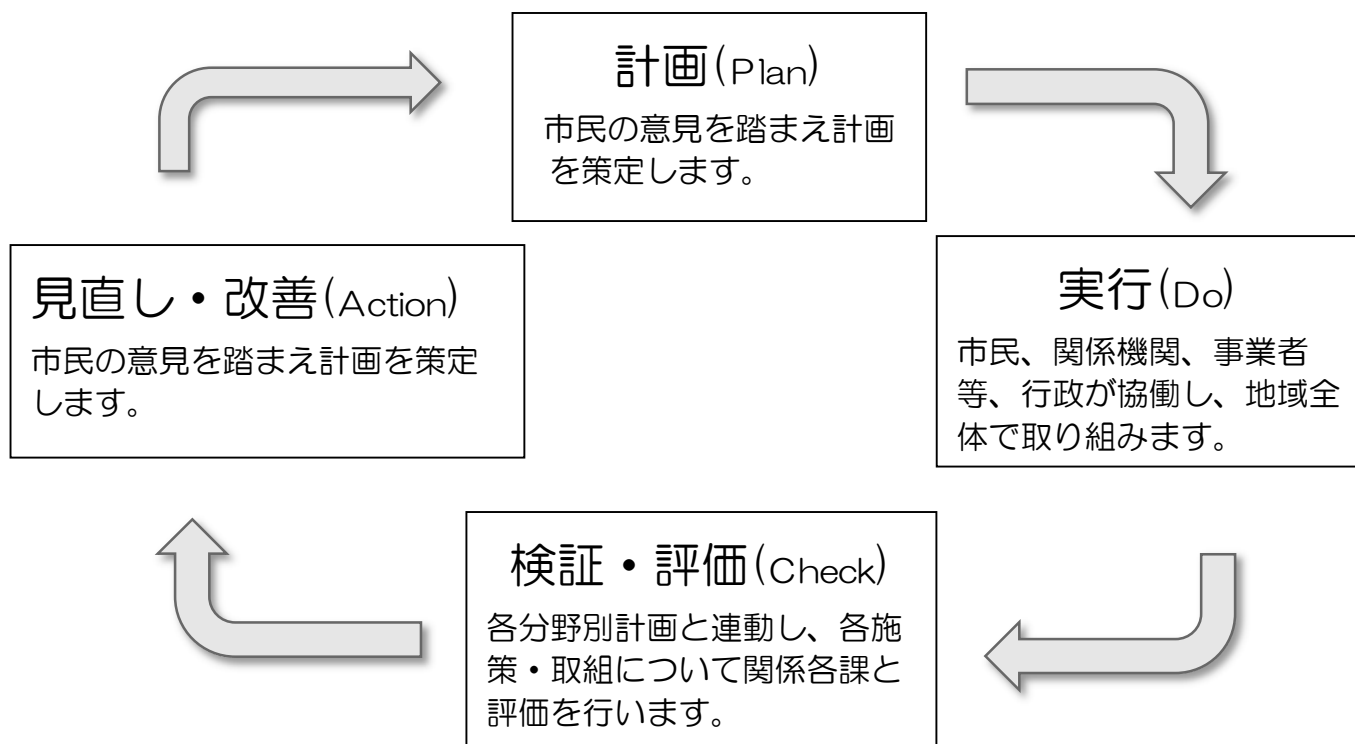 計画(Plan)
市民の意見を踏まえ計画
を策定します。
実行(Do)
市民、関係機関、事業者
等、行政が協働し、地域全
体で取り組みます。
検証・評価(Check)
各分野別計画と連動し、各施
策・取組について関係各課と
評価を行います。
見直し・改善(Action)
市民の意見を踏まえ計画を策定
します。